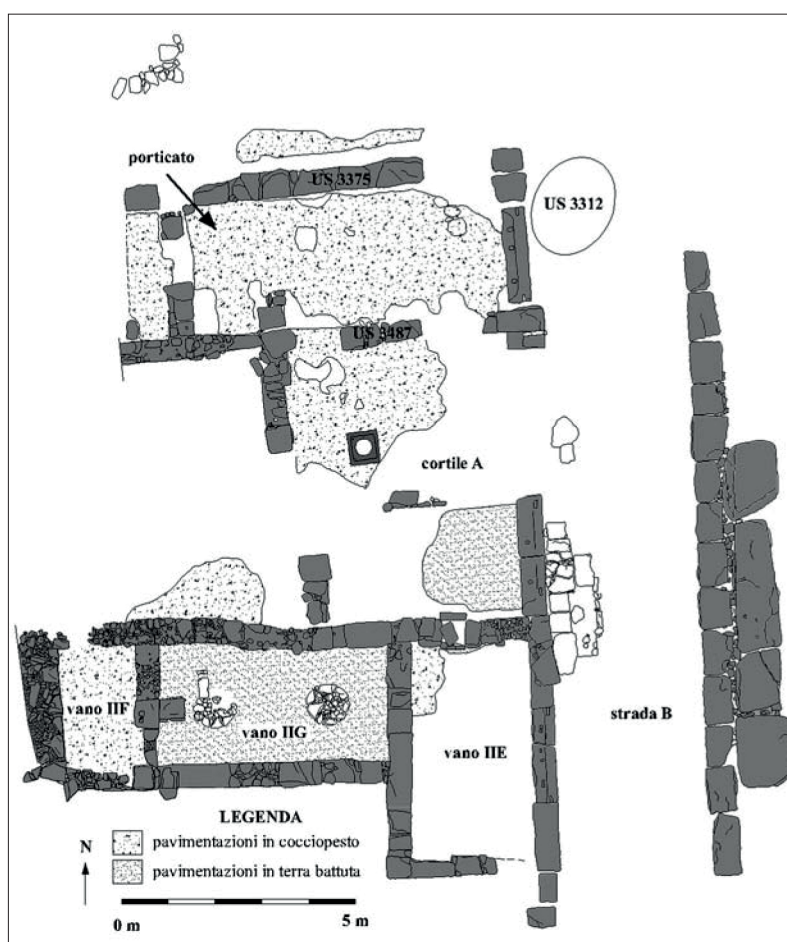 porticato
US 3375
US 3312
US 3487
cortile A
vano IIF
vano IIG
vano IIE
strada B
LEGENDA
N
pavimentazioni in cocciopesto
pavimentazioni in terra battuta
0 m
5 m